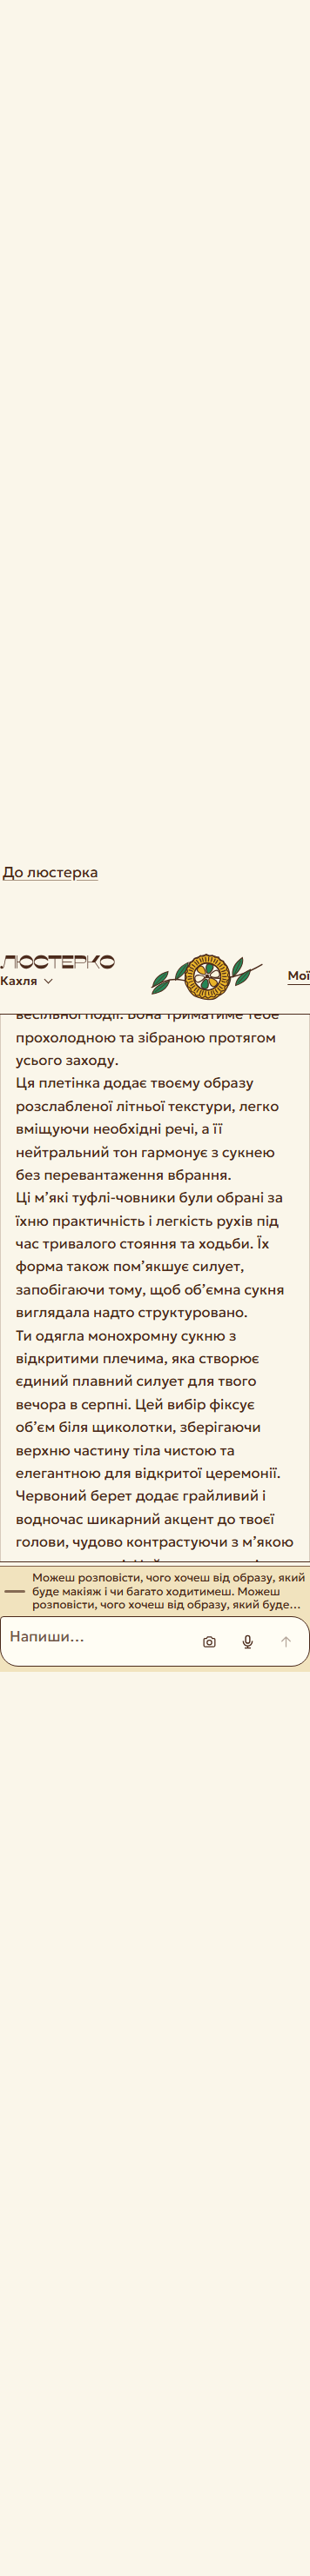 До люстерка
ЛЮСТЕРКО
Кахля
Мої
весільної події. Вона триматиме тебе
прохолодною та зібраною протягом
усього заходу.
Ця плетінка додає твоєму образу
розслабленої літньої текстури, легко
вміщуючи необхідні речі, а її
нейтральний тон гармонує з сукнею
без перевантаження вбрання.
Ці м’які туфлі-човники були обрані за
їхню практичність і легкість рухів під
час тривалого стояння та ходьби. Їх
форма також пом’якшує силует,
запобігаючи тому, щоб об’ємна сукня
виглядала надто структуровано.
Ти одягла монохромну сукню з
відкритими плечима, яка створює
єдиний плавний силует для твого
вечора в серпні. Цей вибір фіксує
об’єм біля щиколотки, зберігаючи
верхню частину тіла чистою та
елегантною для відкритої церемонії.
Червоний берет додає грайливий і
водночас шикарний акцент до твоєї
голови, чудово контрастуючи з м’якою
Можеш розповісти, чого хочеш від образу, який
буде макіяж і чи багато ходитимеш. Можеш
розповісти, чого хочеш від образу, який буде…
Напиши…